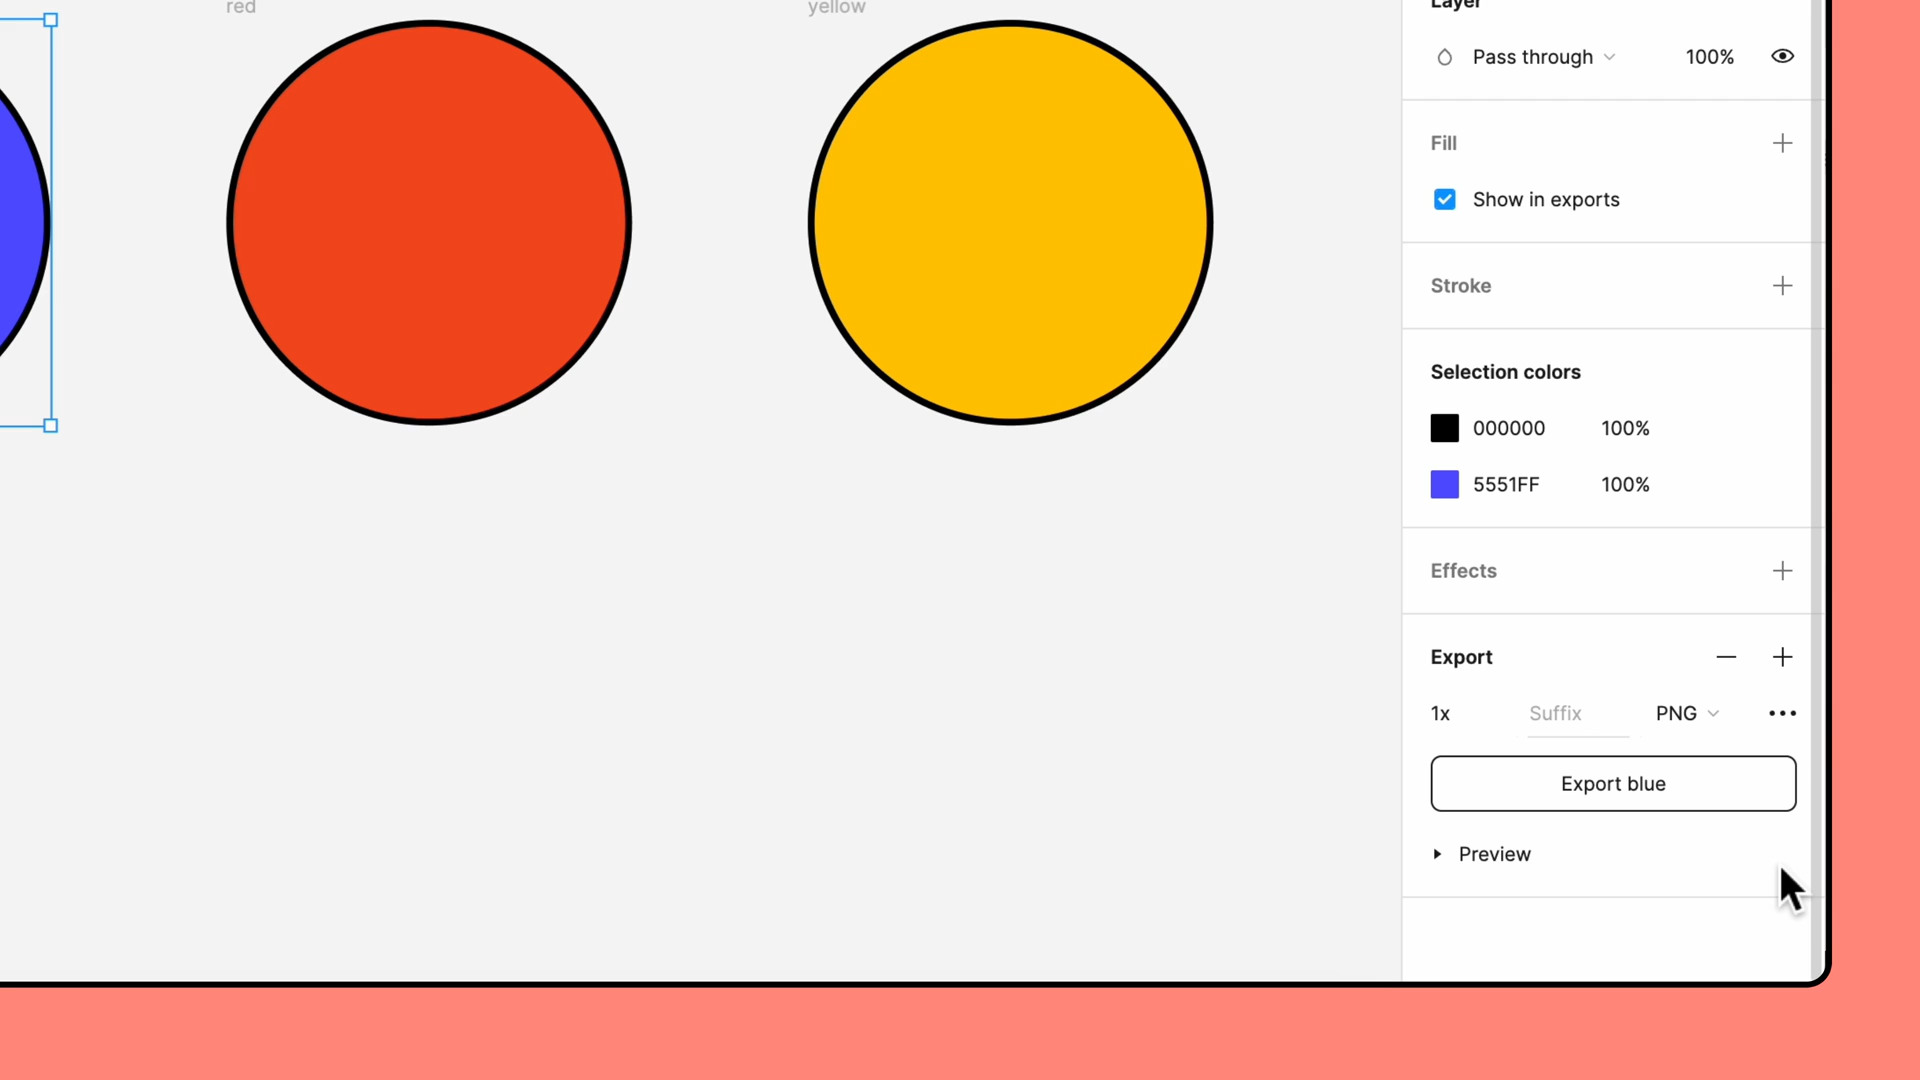 red
yellow
Layer
Pass through 100%
Fill
Show in exports
Stroke
Selection colors
000000 100%
5551FF 100%
Effects
Export
1x Suffix PNG
Export blue
Preview